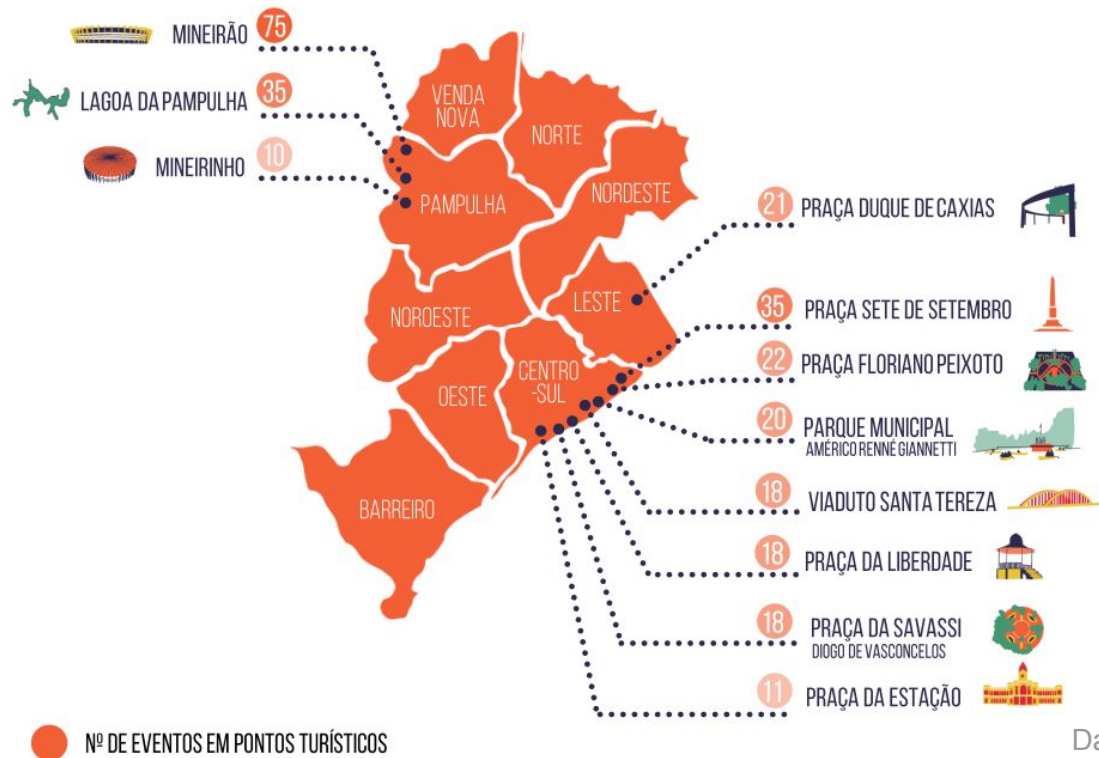 MINEIRÃO 75
LAGOA DA PAMPULHA 35
MINEIRINHO 10
VENDA
NOVA
NORTE
NORDESTE
PAMPULHA
NOROESTE
LESTE
CENTRO
-SUL
OESTE
BARREIRO
21 PRAÇA DUQUE DE CAXIAS
35 PRAÇA SETE DE SETEMBRO
22 PRAÇA FLORIANO PEIXOTO
20 PARQUE MUNICIPAL
AMÉRICO RENNÉ GIANNETTI
18 VIADUTO SANTA TEREZA
18 PRAÇA DA LIBERDADE
18 PRAÇA DA SAVASSI
DIOGO DE VASCONCELOS
11 PRAÇA DA ESTAÇÃO
Nº DE EVENTOS EM PONTOS TURÍSTICOS
Da